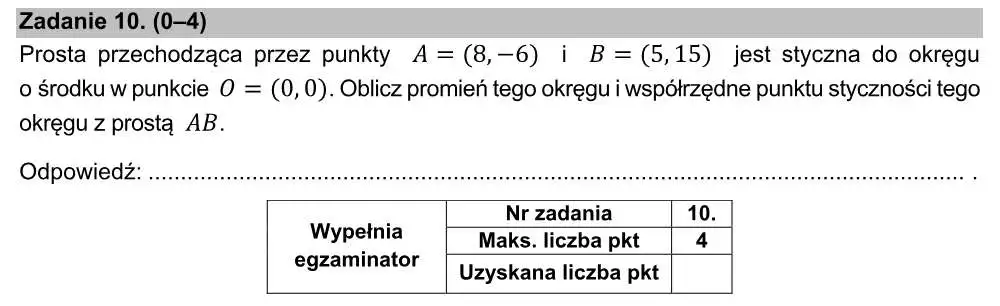 Zadanie 10. (0–4)
Prosta przechodząca przez punkty A = (8, −6) i B = (5, 15) jest styczna do okręgu
o środku w punkcie O = (0, 0). Oblicz promień tego okręgu i współrzędne punktu styczności tego
okręgu z prostą AB.
Odpowiedź: ................................................................................................................................ .
Wypełnia
egzaminator
Nr zadania 10.
Maks. liczba pkt 4
Uzyskana liczba pkt